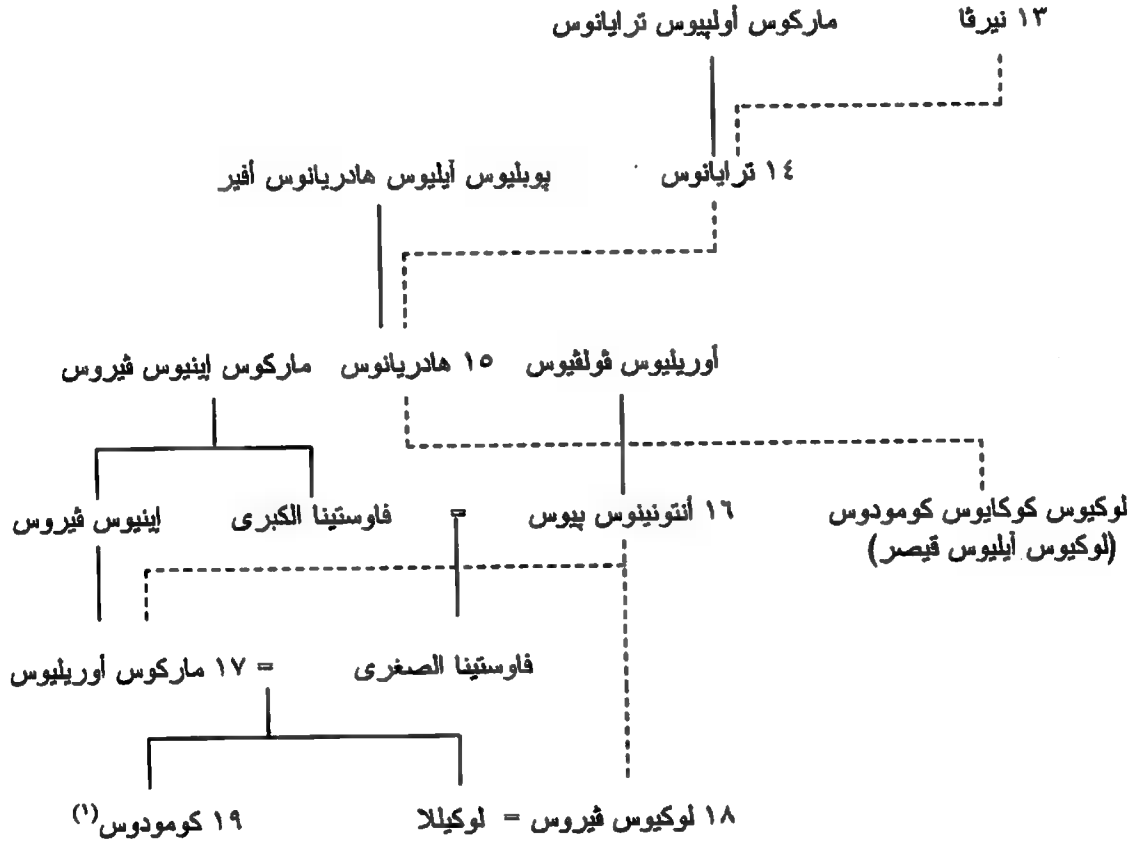 ١٣ نيرڤا ماركوس أولپيوس ترايانوس
١٤ ترايانوس پوبليوس آيليوس هادريانوس أفير
أوريليوس ڤولڤيوس ١٥ هادريانوس ماركوس إينيوس ڤيروس
لوكيوس كوكايوس كومودوس ١٦ أنتونينوس پيوس = فاوستينا الكبرى إينيوس ڤيروس
(لوكيوس آيليوس قيصر)
فاوستينا الصغرى = ١٧ ماركوس أوريليوس
١٨ لوكيوس ڤيروس = لوكيللا ١٩ كومودوس(١)